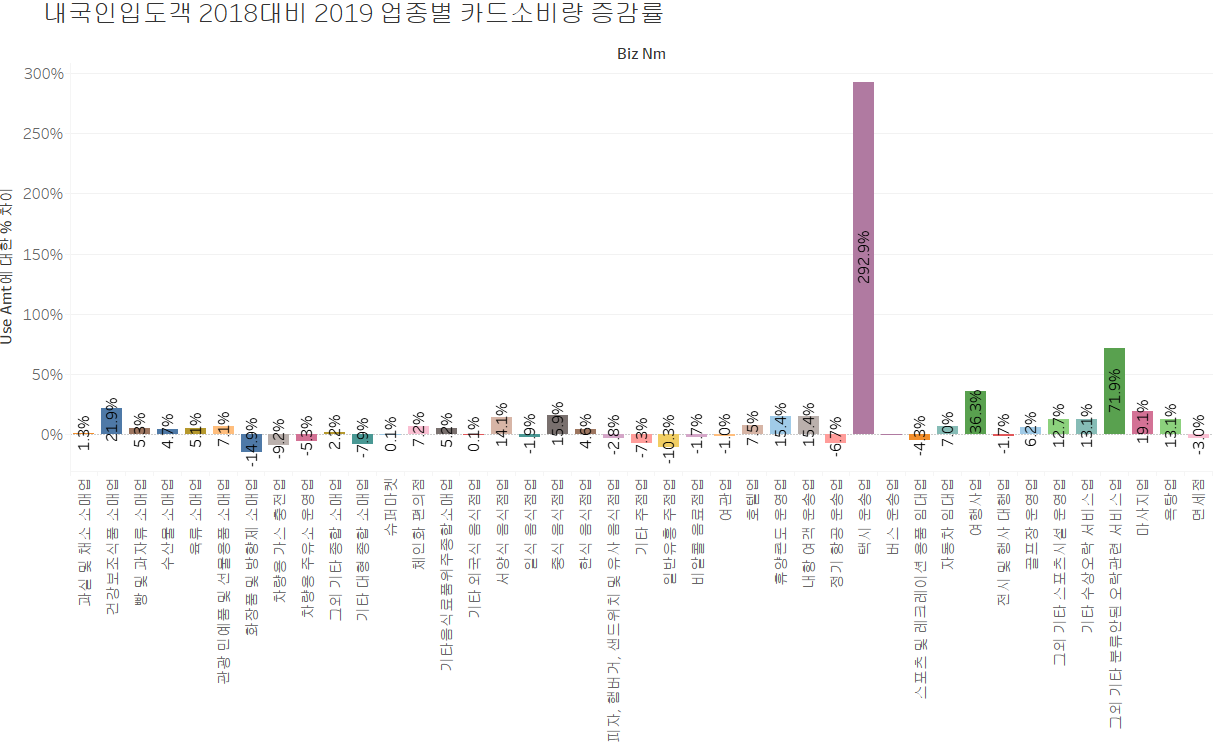 내국인입도객 2018대비 2019 업종별 카드소비량 증감률
Biz Nm
Use Amt에 대한 % 차이
300%
250%
200%
150%
100%
50%
0%
1.3%
21.9%
5.3%
4.7%
5.1%
7.1%
-14.9%
-9.2%
-5.3%
2.2%
-7.9%
0.1%
7.2%
5.2%
0.1%
14.1%
-1.9%
15.9%
4.6%
-2.8%
-7.3%
-10.3%
-1.7%
-1.0%
7.5%
15.4%
15.4%
-6.7%
292.9%
-4.3%
7.0%
36.3%
-1.7%
6.2%
12.7%
13.1%
71.9%
19.1%
13.1%
-3.0%
과실 및 채소 소매업
건강보조식품 소매업
빵 및 과자류 소매업
수산물 소매업
육류 소매업
관광 민예품 및 선물용품 소매업
화장품 및 방향제 소매업
차량용 가스 충전업
차량용 주유소 운영업
그외 기타 종합 소매업
기타 대형 종합 소매업
슈퍼마켓
체인화 편의점
기타음식료품위주종합소매업
기타 외국식 음식점업
서양식 음식점업
일식 음식점업
중식 음식점업
한식 음식점업
피자, 햄버거, 샌드위치 및 유사 음식점업
기타 주점업
일반유흥 주점업
비알콜 음료점업
여관업
호텔업
휴양콘도 운영업
내항 여객 운송업
정기 항공 운송업
택시 운송업
버스 운송업
스포츠 및 레크레이션 용품 임대업
자동차 임대업
여행사업
전시 및 행사 대행업
골프장 운영업
그외 기타 스포츠시설 운영업
기타 수상오락 서비스업
그외 기타 분류안된 오락관련 서비스업
마사지업
욕탕업
면세점